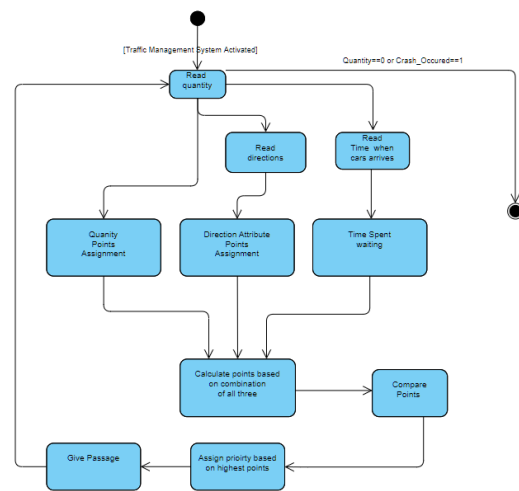 [Traffic Management System Activated]
Quantity==0 or Crash_Occured==1
Read
quantity
Read
directions
Read
Time when
cars arrives
Quanity
Points
Assignment
Direction Attribute
Points
Assignment
Time Spent
waiting
Calculate points based
on combination
of all three
Compare
Points
Give Passage
Assign prioirty based
on highest points